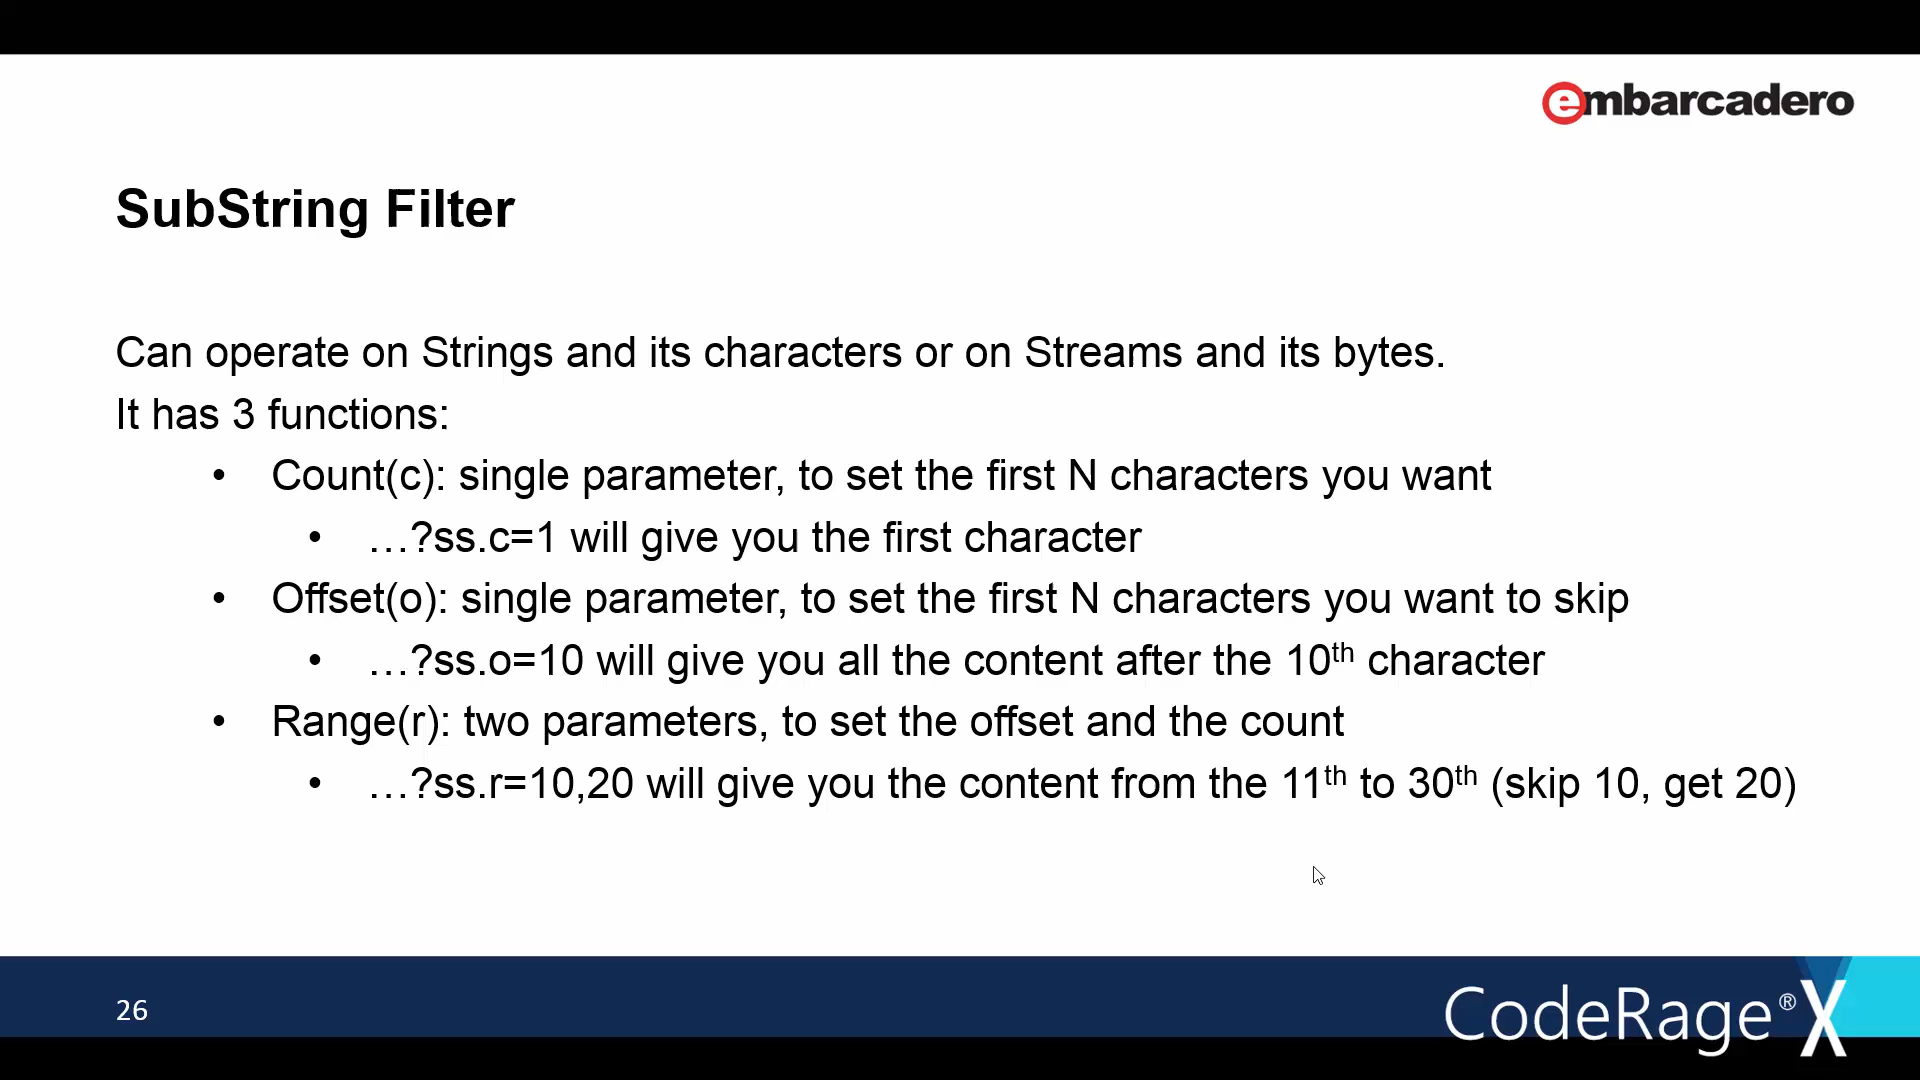 embarcadero
SubString Filter
Can operate on Strings and its characters or on Streams and its bytes.
It has 3 functions:
• Count(c): single parameter, to set the first N characters you want
• …?ss.c=1 will give you the first character
• Offset(o): single parameter, to set the first N characters you want to skip
• …?ss.o=10 will give you all the content after the 10th character
• Range(r): two parameters, to set the offset and the count
• …?ss.r=10,20 will give you the content from the 11th to 30th (skip 10, get 20)
26
CodeRage® X